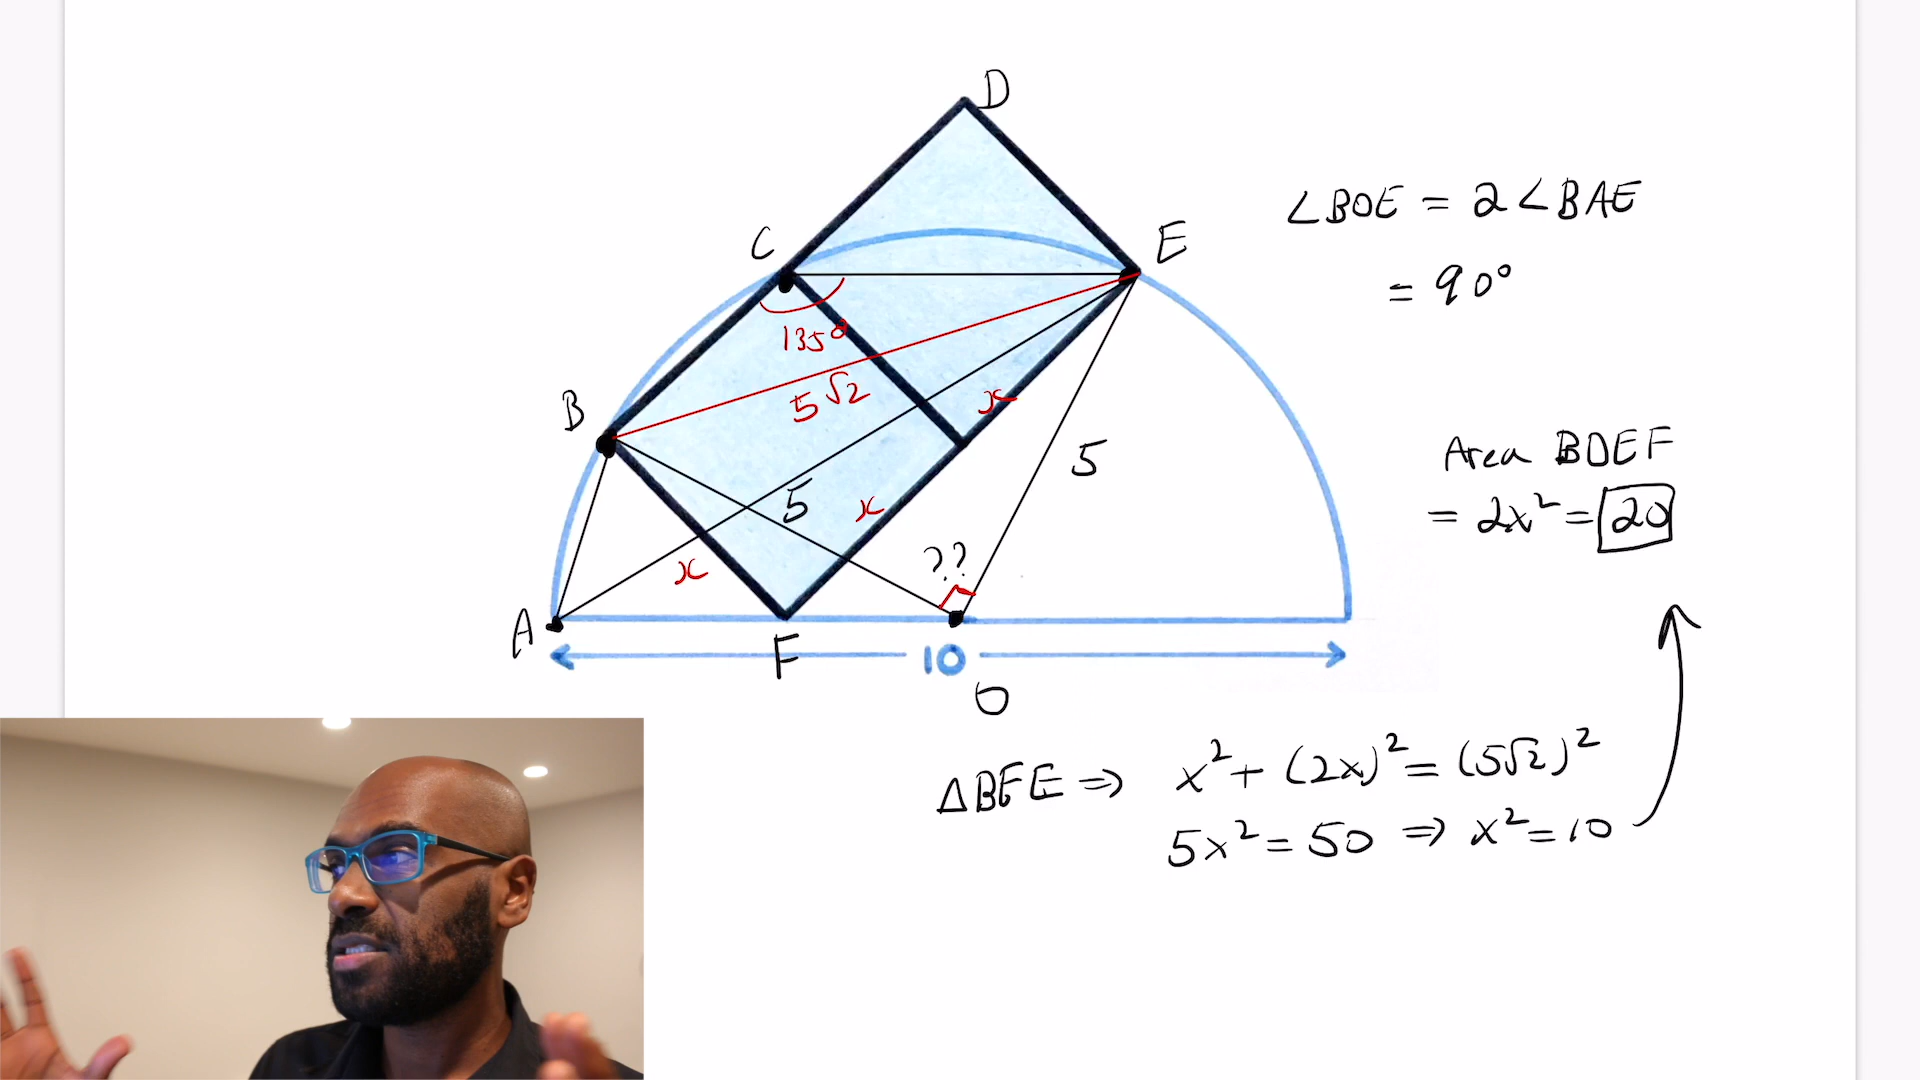 D
C
E
∠BOE = 2∠BAE
= 90°
135°
B
5√2
x
5
Area BDEF
= 2x² = 20
5
x
??
x
A
F
10
O
ΔBFE ⇒ x² + (2x)² = (5√2)²
5x² = 50 ⇒ x² = 10